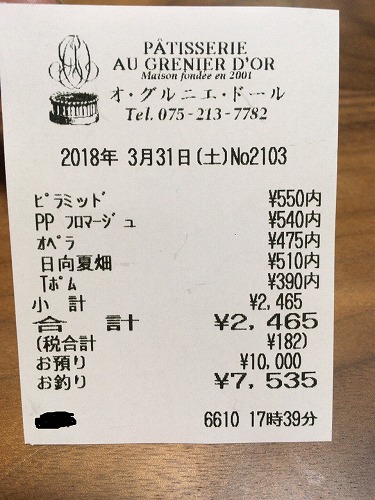 PÂTISSERIE
AU GRENIER D'OR
Maison fondée en 2001
オ・グルニエ・ドール
Tel. 075-213-7782
2018年 3月31日(土)No2103
ピラミッド ¥550内
PP フロマージュ ¥540内
オペラ ¥475内
日向夏畑 ¥510内
Tポム ¥390内
小 計 ¥2,465
合 計 ¥2,465
(税合計 ¥182)
お預り ¥10,000
お釣り ¥7,535
6610 17時39分